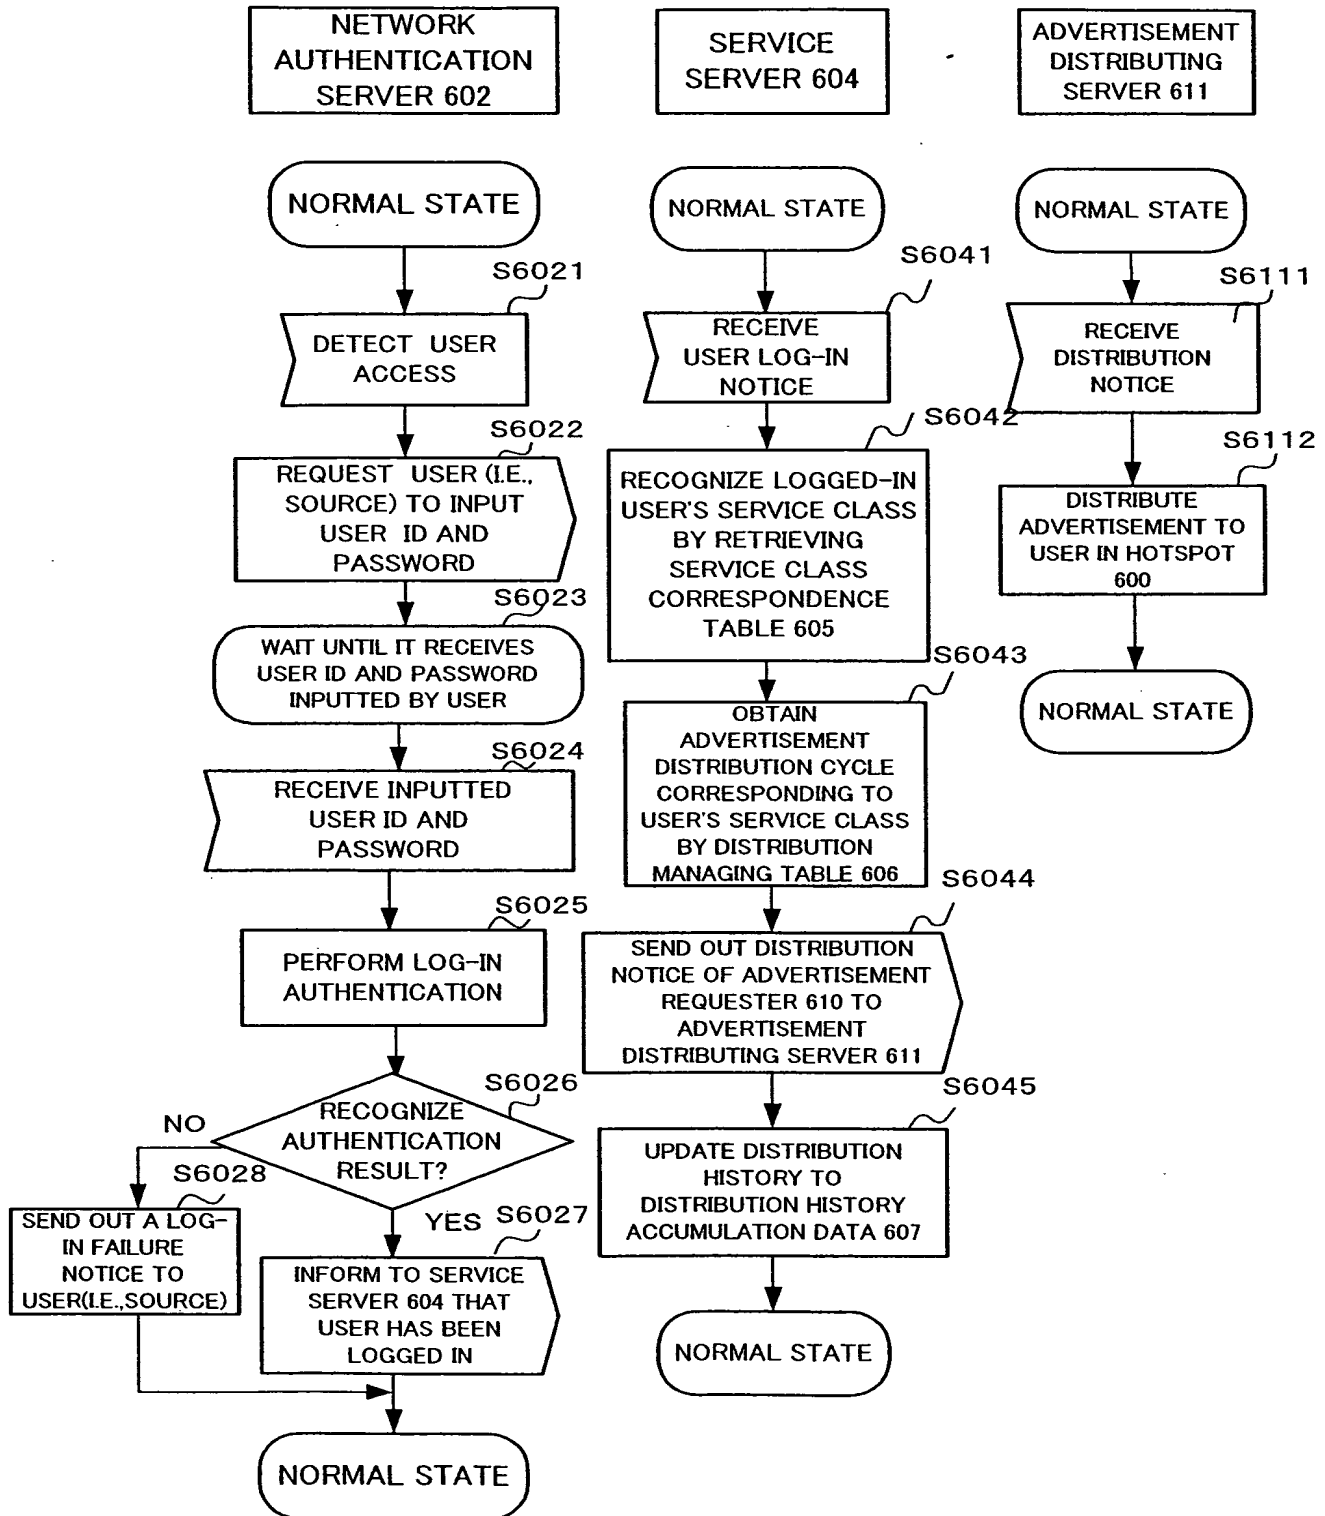 NETWORK
AUTHENTICATION
SERVER 602
NORMAL STATE
S6021
DETECT USER
ACCESS
S6022
REQUEST USER (I.E.,
SOURCE) TO INPUT
USER ID AND
PASSWORD
S6023
WAIT UNTIL IT RECEIVES
USER ID AND PASSWORD
INPUTTED BY USER
S6024
RECEIVE INPUTTED
USER ID AND
PASSWORD
S6025
PERFORM LOG-IN
AUTHENTICATION
S6026
RECOGNIZE
AUTHENTICATION
RESULT?
NO
S6028
SEND OUT A LOG-
IN FAILURE
NOTICE TO
USER(I.E.,SOURCE)
YES
S6027
INFORM TO SERVICE
SERVER 604 THAT
USER HAS BEEN
LOGGED IN
NORMAL STATE
SERVICE
SERVER 604
NORMAL STATE
S6041
RECEIVE
USER LOG-IN
NOTICE
S6042
RECOGNIZE LOGGED-IN
USER'S SERVICE CLASS
BY RETRIEVING
SERVICE CLASS
CORRESPONDENCE
TABLE 605
S6043
OBTAIN
ADVERTISEMENT
DISTRIBUTION CYCLE
CORRESPONDING TO
USER'S SERVICE CLASS
BY DISTRIBUTION
MANAGING TABLE 606
S6044
SEND OUT DISTRIBUTION
NOTICE OF ADVERTISEMENT
REQUESTER 610 TO
ADVERTISEMENT
DISTRIBUTING SERVER 611
S6045
UPDATE DISTRIBUTION
HISTORY TO
DISTRIBUTION HISTORY
ACCUMULATION DATA 607
NORMAL STATE
ADVERTISEMENT
DISTRIBUTING
SERVER 611
NORMAL STATE
S6111
RECEIVE
DISTRIBUTION
NOTICE
S6112
DISTRIBUTE
ADVERTISEMENT TO
USER IN HOTSPOT
600
NORMAL STATE